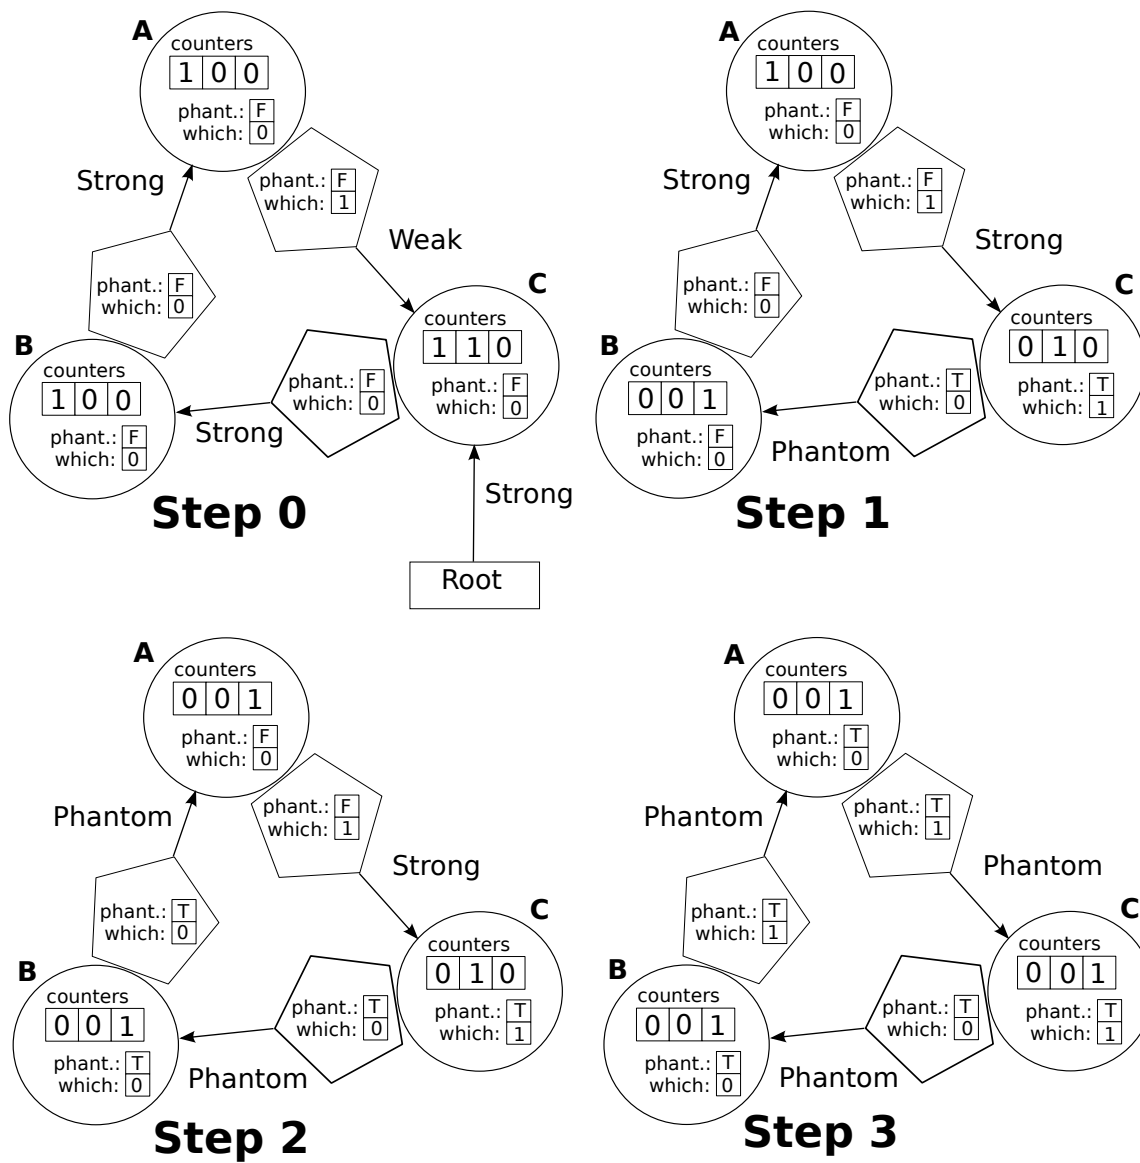 A
counters
1 0 0
phant.: F
which: 0
Strong
phant.: F
which: 1
Weak
phant.: F
which: 0
C
counters
1 1 0
phant.: F
which: 0
B
counters
1 0 0
phant.: F
which: 0
phant.: F
which: 0
Strong
Strong
Root
Step 0
A
counters
1 0 0
phant.: F
which: 0
Strong
phant.: F
which: 1
Strong
phant.: F
which: 0
C
counters
0 1 0
phant.: T
which: 1
B
counters
0 0 1
phant.: F
which: 0
phant.: T
which: 0
Phantom
Step 1
A
counters
0 0 1
phant.: F
which: 0
Phantom
phant.: F
which: 1
Strong
phant.: T
which: 0
C
counters
0 1 0
phant.: T
which: 1
B
counters
0 0 1
phant.: T
which: 0
phant.: T
which: 0
Phantom
Step 2
A
counters
0 0 1
phant.: T
which: 0
Phantom
phant.: T
which: 1
Phantom
phant.: T
which: 1
C
counters
0 0 1
phant.: T
which: 1
B
counters
0 0 1
phant.: T
which: 0
phant.: T
which: 0
Phantom
Step 3